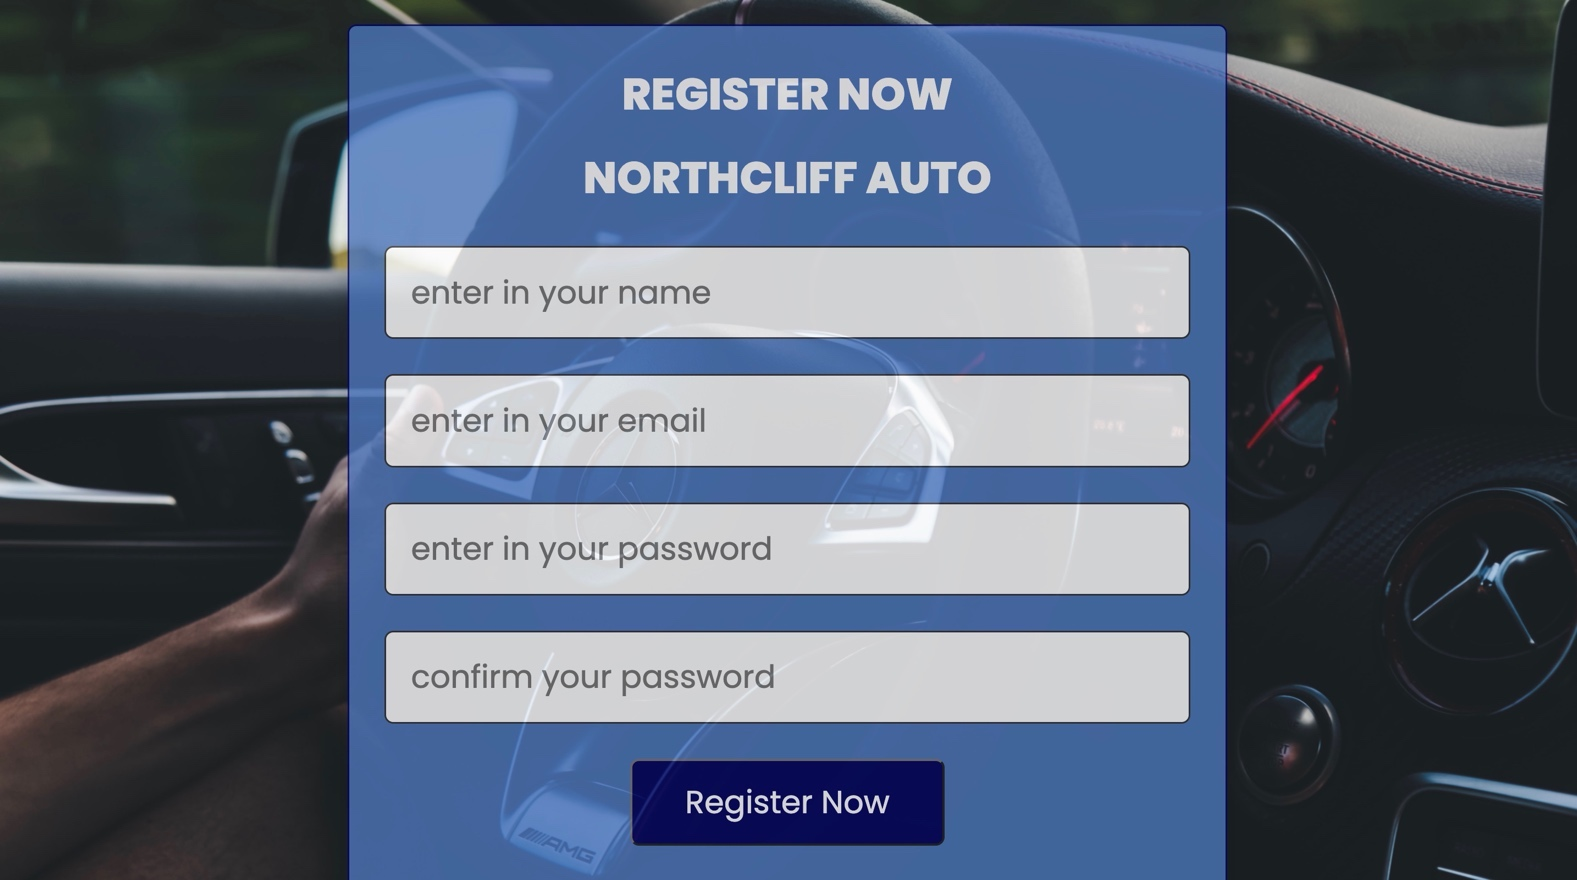 REGISTER NOW
NORTHCLIFF AUTO
enter in your name
enter in your email
enter in your password
confirm your password
Register Now
AMG